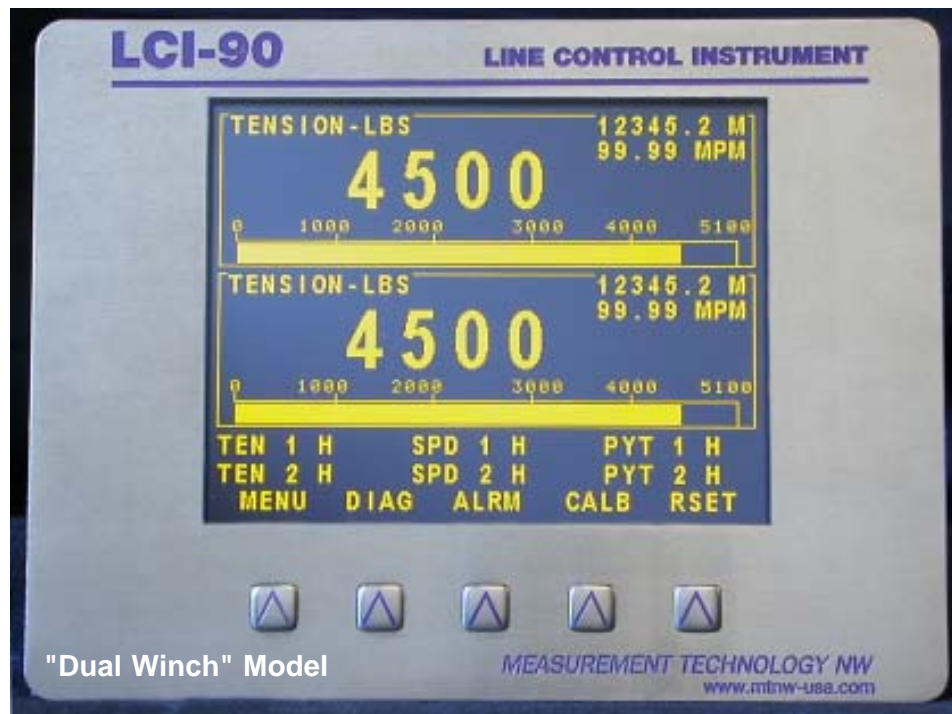 LCI-90
LINE CONTROL INSTRUMENT
TENSION-LBS 12345.2 M
99.99 MPM
4500
0 1000 2000 3000 4000 5100
TENSION-LBS 12345.2 M
99.99 MPM
4500
0 1000 2000 3000 4000 5100
TEN 1 H SPD 1 H PYT 1 H
TEN 2 H SPD 2 H PYT 2 H
MENU DIAG ALRM CALB RSET
"Dual Winch" Model
MEASUREMENT TECHNOLOGY NW
www.mtnw-usa.com